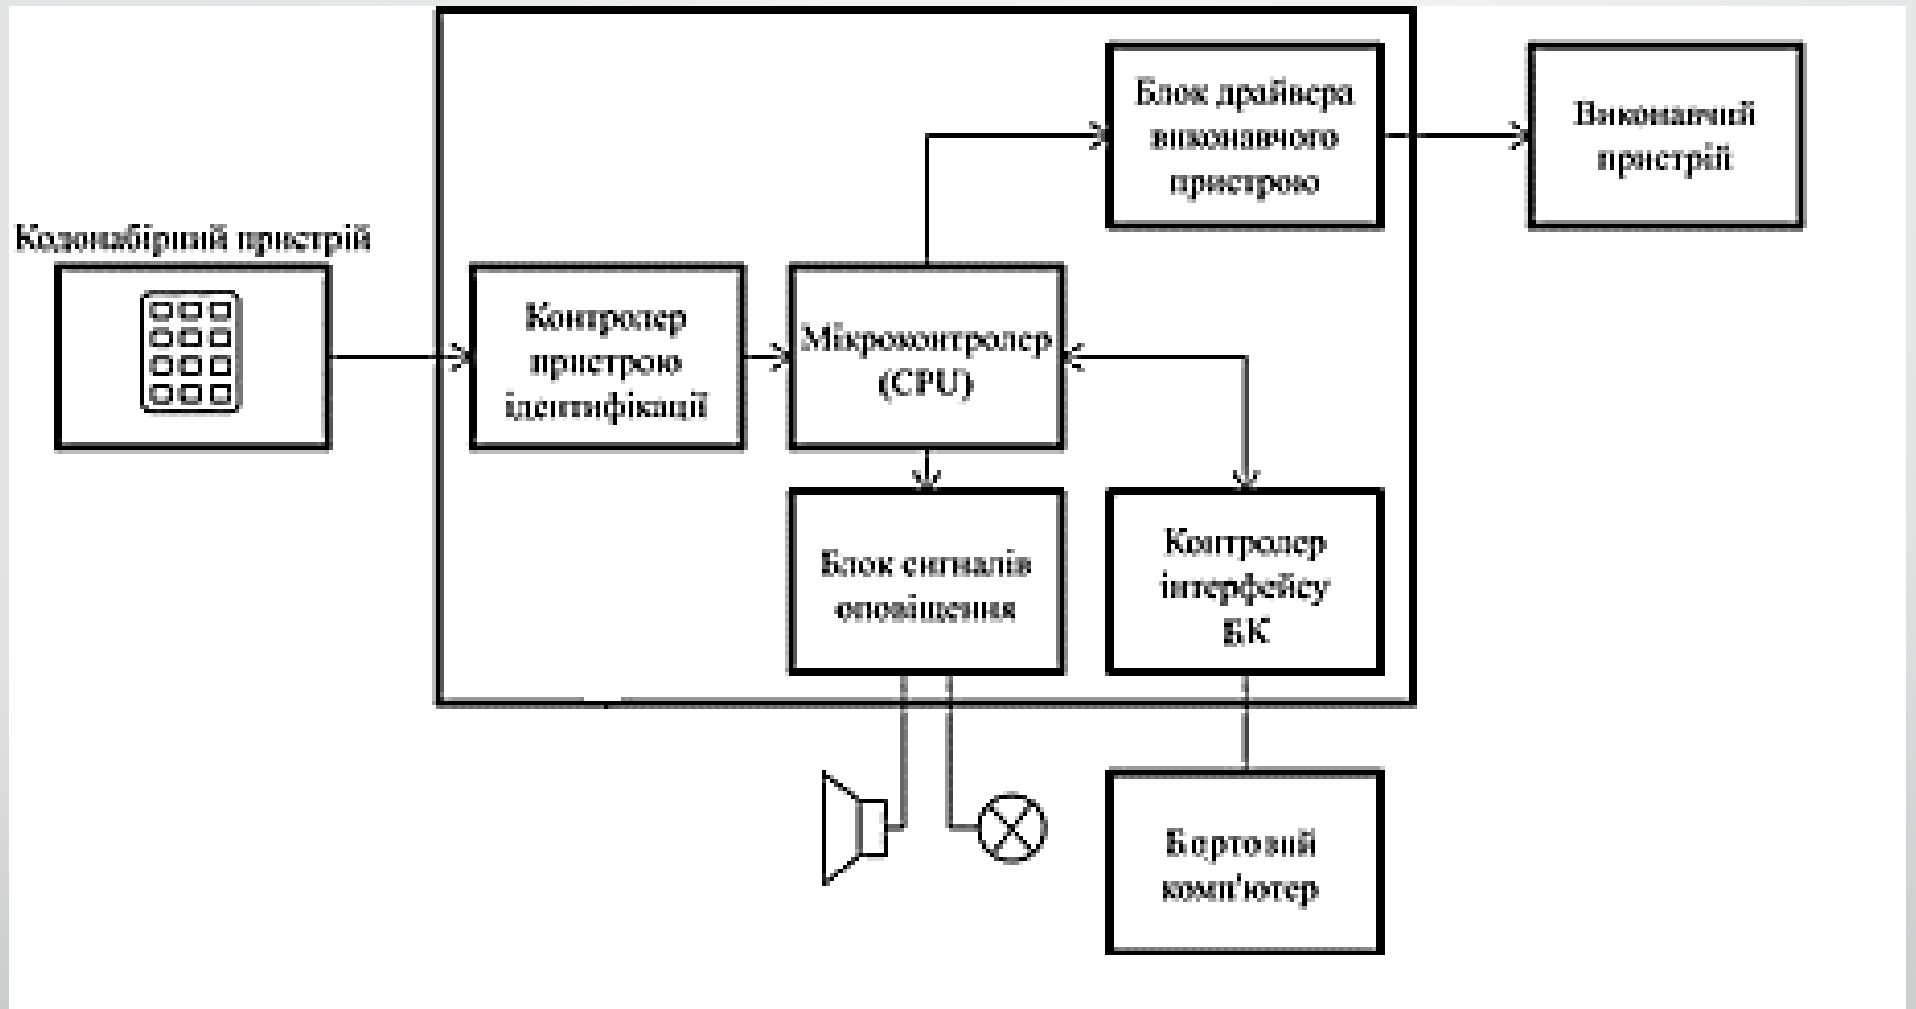 Кодонабірний пристрій
Контролер
пристрою
ідентифікації
Мікроконтролер
(CPU)
Блок драйвера
виконавчого
пристрою
Виконавчий
пристрій
Блок сигналів
оповіщення
Контролер
інтерфейсу
БК
Бортовий
комп'ютер